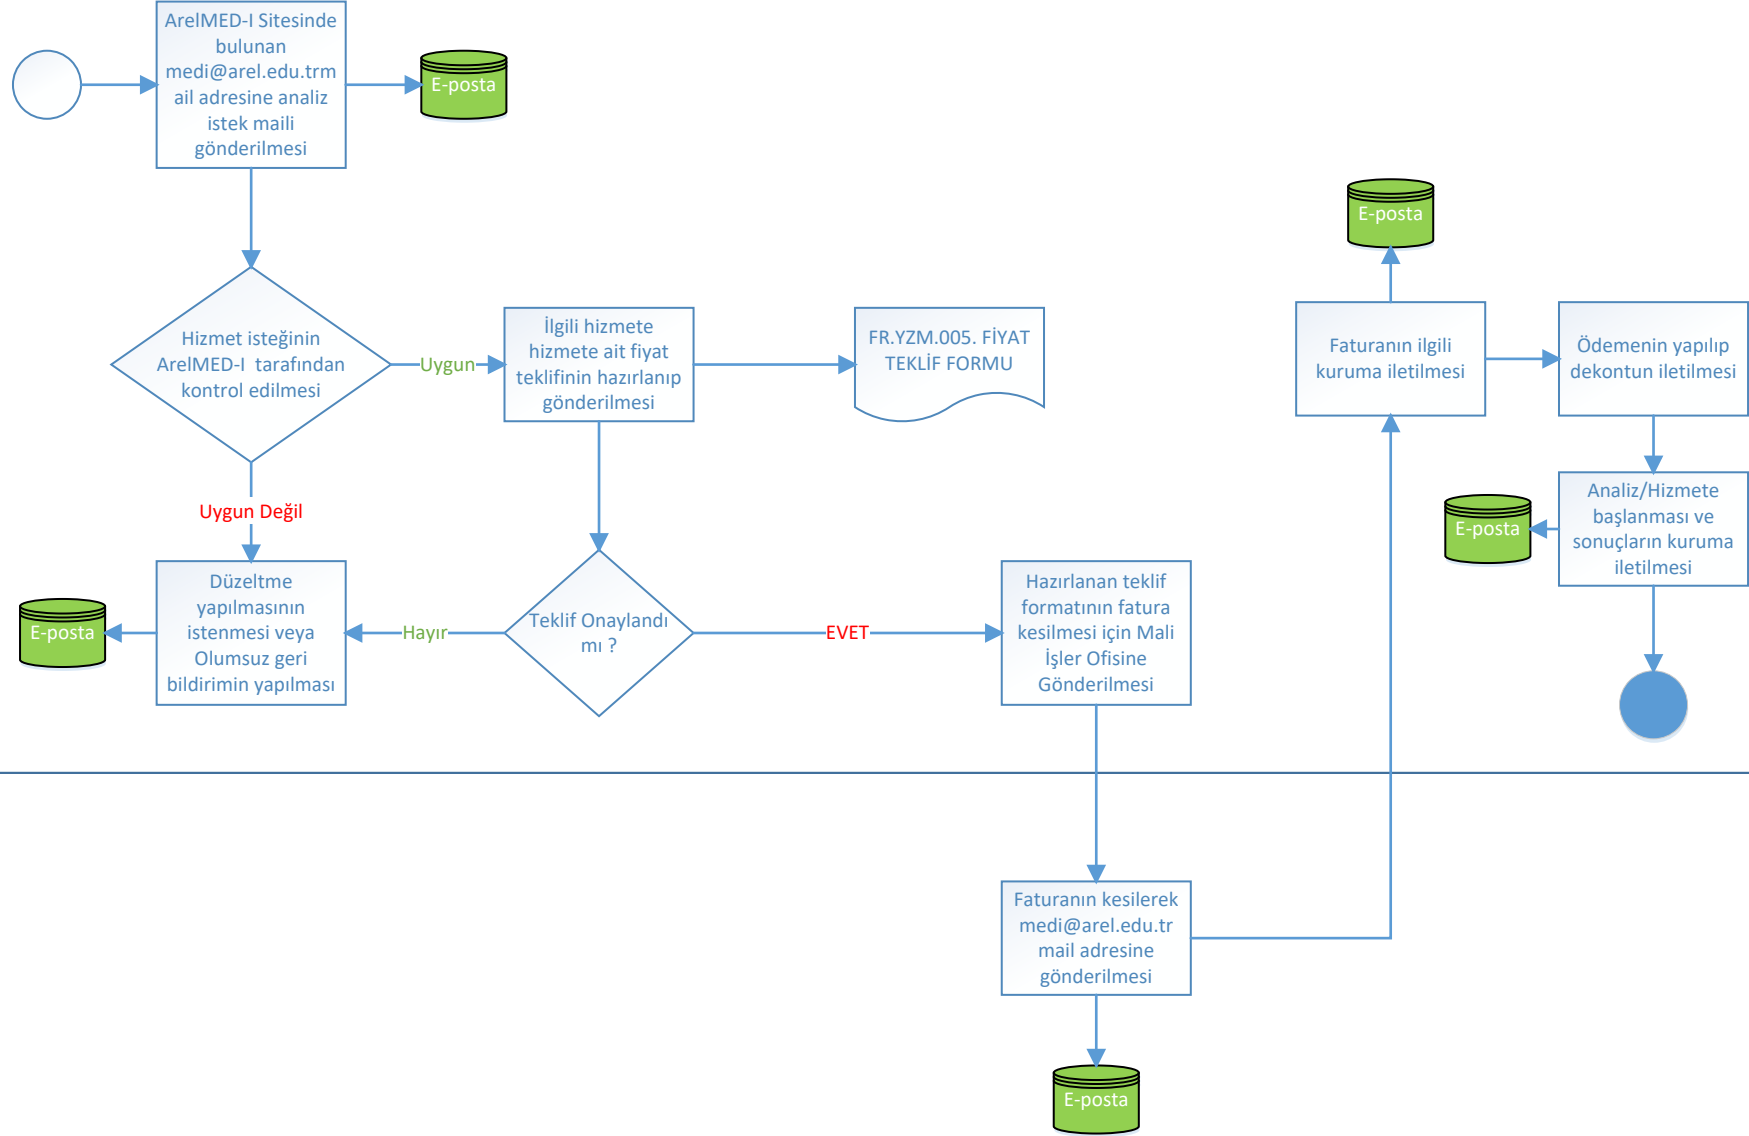 ArelMED-I Sitesinde
bulunan
medi@arel.edu.trm
ail adresine analiz
istek maili
gönderilmesi
E-posta
Hizmet isteğinin
ArelMED-I tarafından
kontrol edilmesi
Uygun
İlgili hizmete
hizmete ait fiyat
teklifinin hazırlanıp
gönderilmesi
FR.YZM.005. FİYAT
TEKLİF FORMU
Uygun Değil
Düzeltme
yapılmasının
istenmesi veya
Olumsuz geri
bildirimin yapılması
E-posta
Hayır
Teklif Onaylandı
mı ?
EVET
Hazırlanan teklif
formatının fatura
kesilmesi için Mali
İşler Ofisine
Gönderilmesi
Faturanın kesilerek
medi@arel.edu.tr
mail adresine
gönderilmesi
E-posta
E-posta
Faturanın ilgili
kuruma iletilmesi
Ödemenin yapılıp
dekontun iletilmesi
Analiz/Hizmete
başlanması ve
sonuçların kuruma
iletilmesi
E-posta